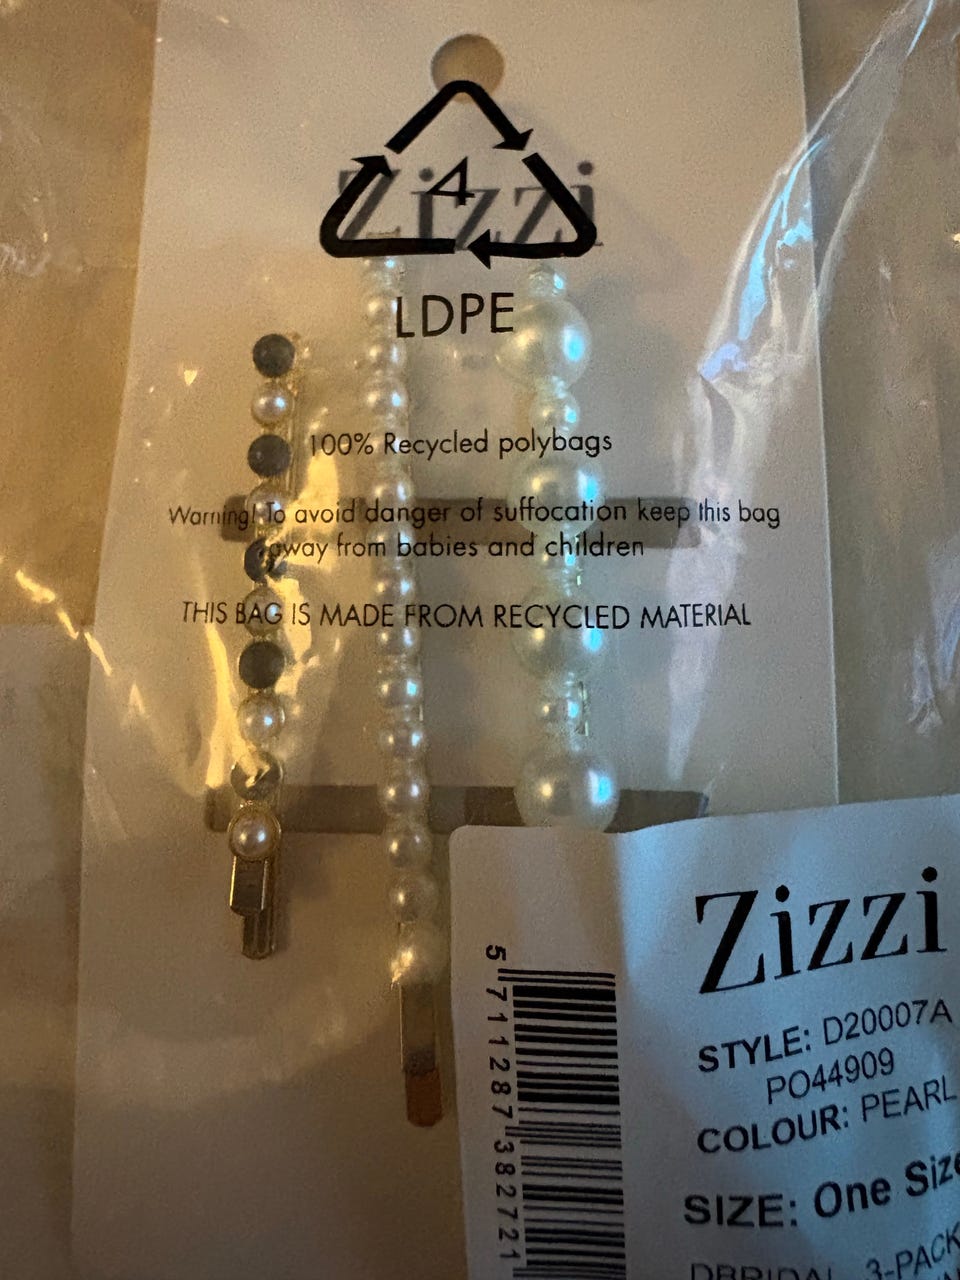 Zizzi
4
LDPE
100% Recycled polybags
Warning! To avoid danger of suffocation keep this bag
away from babies and children
THIS BAG IS MADE FROM RECYCLED MATERIAL
Zizzi
STYLE: D20007A
PO44909
COLOUR: PEARL
SIZE: One Size
DBRIDAL, 3-PACK
5711287382721